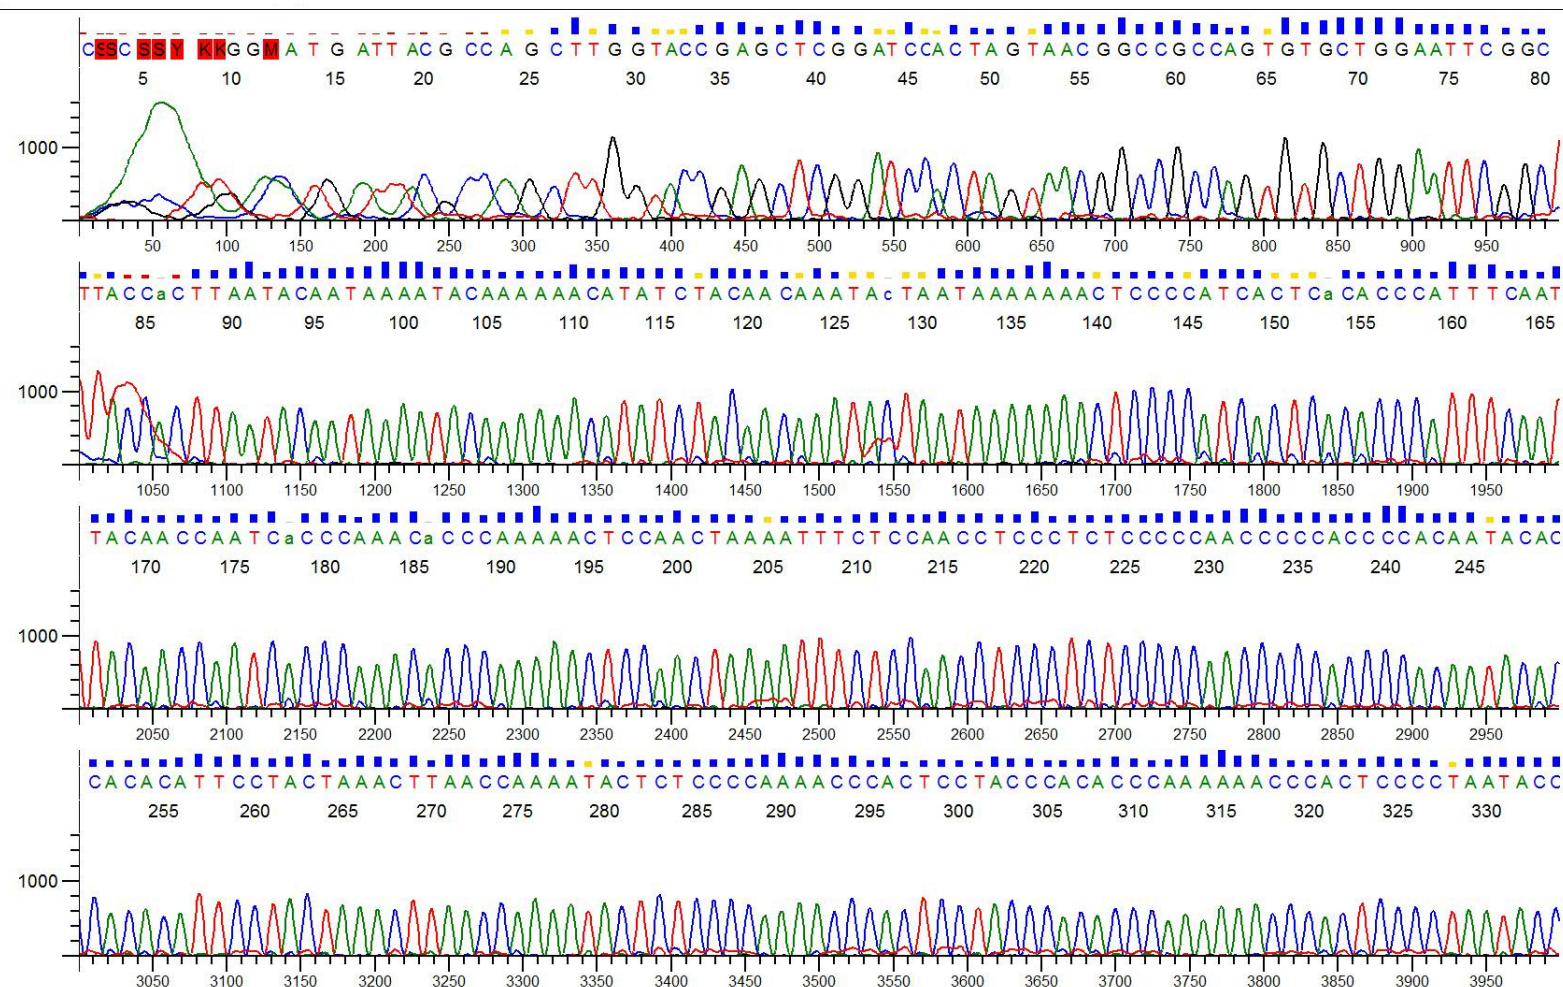 CSSCSSYKKGGMATGATTACGCCAGCTTGGTACCGAGCTCGGATCCACTAGTAACGGCCGCCAGTGTGCTGGAATTCGGC
5 10 15 20 25 30 35 40 45 50 55 60 65 70 75 80
1000
50 100 150 200 250 300 350 400 450 500 550 600 650 700 750 800 850 900 950
TTACCaCTTAATACAATAAAATACAAAAAACATATCTACAACAAATAcTAATAAAAAAACTCCCCATCACTCaCACCCATTTCAAT
85 90 95 100 105 110 115 120 125 130 135 140 145 150 155 160 165
1000
1050 1100 1150 1200 1250 1300 1350 1400 1450 1500 1550 1600 1650 1700 1750 1800 1850 1900 1950
TACAACCAATCaCCCAAACaCCCAAAAACTCCAACTAAAATTTCTCCAACCTCCCTCTCCCCCAACCCCCACCCCACAATACAC
170 175 180 185 190 195 200 205 210 215 220 225 230 235 240 245
1000
2050 2100 2150 2200 2250 2300 2350 2400 2450 2500 2550 2600 2650 2700 2750 2800 2850 2900 2950
CACACATTCCTACTAAACTTAACCAAAATACTCTCCCCAAAACCCACTCCTACCCACACCCAAAAAACCCACTCCCCTAATACC
255 260 265 270 275 280 285 290 295 300 305 310 315 320 325 330
1000
3050 3100 3150 3200 3250 3300 3350 3400 3450 3500 3550 3600 3650 3700 3750 3800 3850 3900 3950